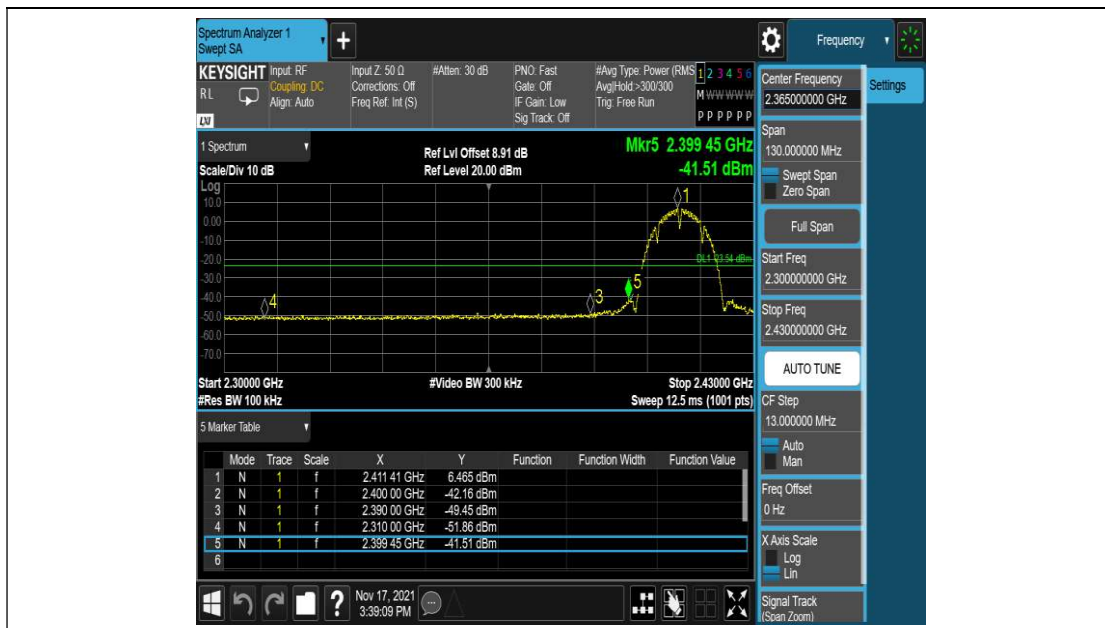 Spectrum Analyzer 1
Swept SA
+
Frequency
KEYSIGHT
RL
LXI
Input: RF
Coupling: DC
Align: Auto
Input Z: 50 Ω
Corrections: Off
Freq Ref: Int (S)
#Atten: 30 dB
PNO: Fast
Gate: Off
IF Gain: Low
Sig Track: Off
#Avg Type: Power (RMS
Avg|Hold:>300/300
Trig: Free Run
1 2 3 4 5 6
M W W W W W
P P P P P P
Center Frequency
2.365000000 GHz
Settings
1 Spectrum
Scale/Div 10 dB
Ref Lvl Offset 8.91 dB
Ref Level 20.00 dBm
Mkr5 2.399 45 GHz
-41.51 dBm
Log
10.0
0.00
-10.0
-20.0
-30.0
-40.0
-50.0
-60.0
-70.0
1
DL1 -23.54 dBm
4
3
5
Start 2.30000 GHz
#Res BW 100 kHz
#Video BW 300 kHz
Stop 2.43000 GHz
Sweep 12.5 ms (1001 pts)
Span
130.000000 MHz
Swept Span
Zero Span
Full Span
Start Freq
2.300000000 GHz
Stop Freq
2.430000000 GHz
AUTO TUNE
CF Step
13.000000 MHz
Auto
Man
Freq Offset
0 Hz
X Axis Scale
Log
Lin
Signal Track
(Span Zoom)
5 Marker Table
Mode Trace Scale X Y Function Function Width Function Value
1 N 1 f 2.411 41 GHz 6.465 dBm
2 N 1 f 2.400 00 GHz -42.16 dBm
3 N 1 f 2.390 00 GHz -49.45 dBm
4 N 1 f 2.310 00 GHz -51.86 dBm
5 N 1 f 2.399 45 GHz -41.51 dBm
6
?
Nov 17, 2021
3:39:09 PM